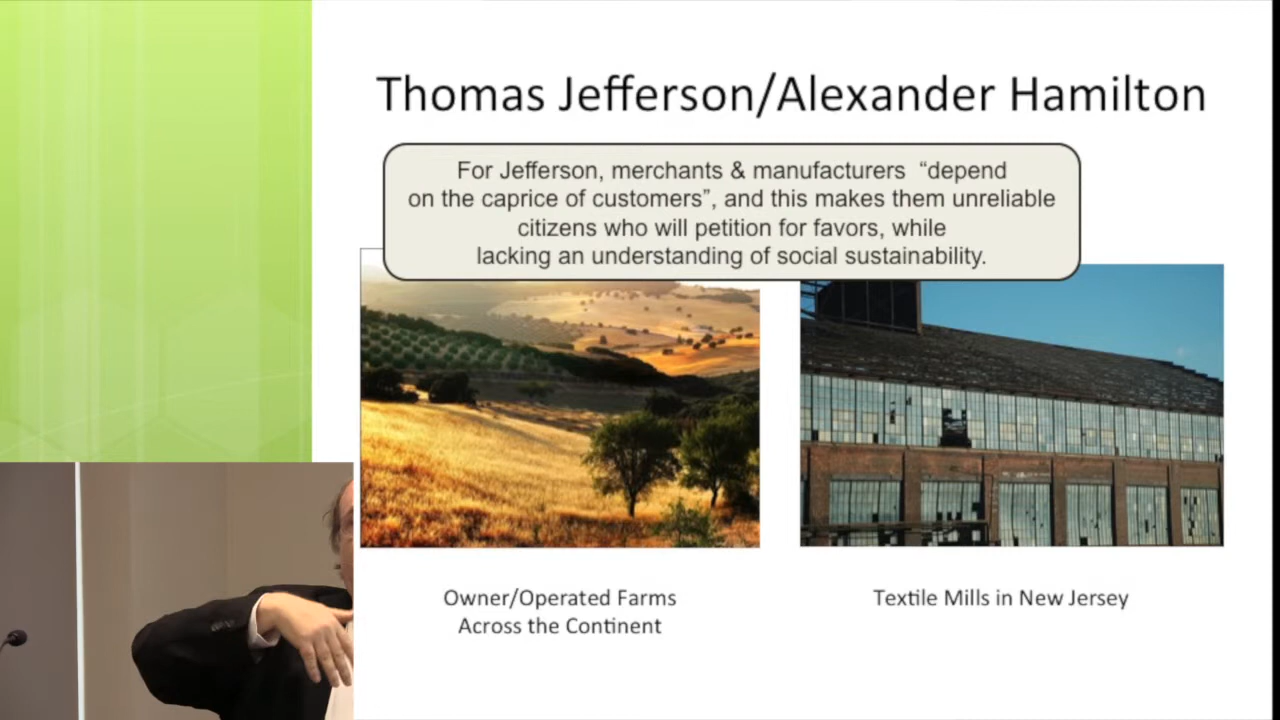 Thomas Jefferson/Alexander Hamilton
For Jefferson, merchants & manufacturers “depend
on the caprice of customers”, and this makes them unreliable
citizens who will petition for favors, while
lacking an understanding of social sustainability.
Owner/Operated Farms
Across the Continent
Textile Mills in New Jersey